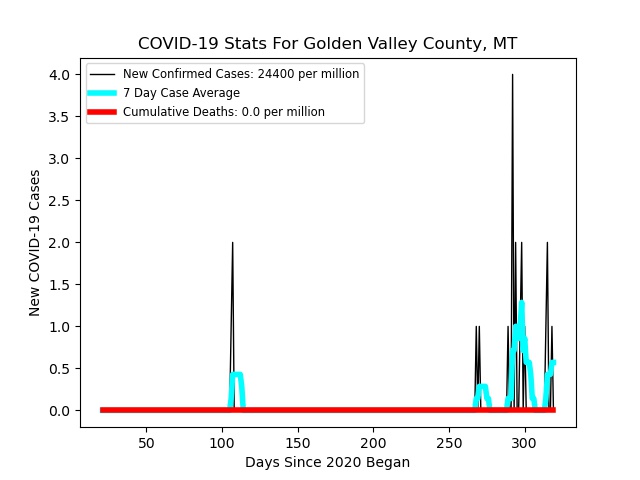 COVID-19 Stats For Golden Valley County, MT
New Confirmed Cases: 24400 per million
7 Day Case Average
Cumulative Deaths: 0.0 per million
4.0
3.5
3.0
2.5
2.0
1.5
1.0
0.5
0.0
New COVID-19 Cases
50 100 150 200 250 300
Days Since 2020 Began